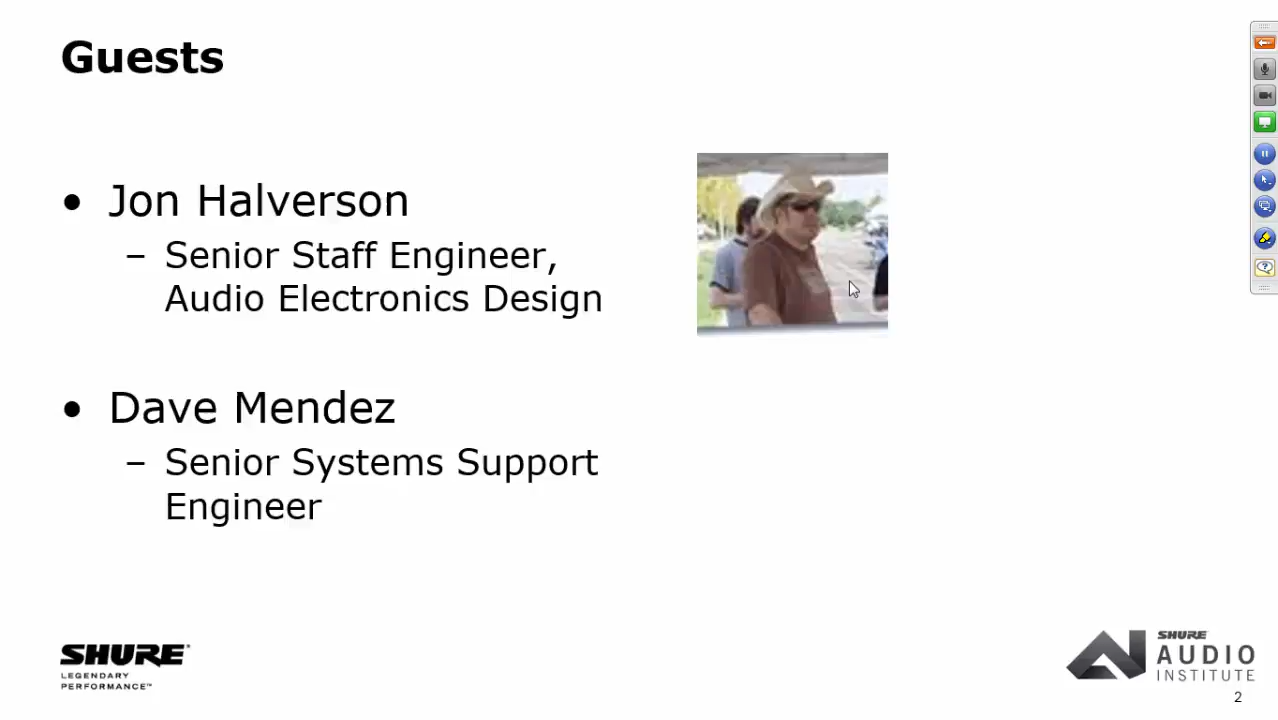 Guests
• Jon Halverson
– Senior Staff Engineer,
Audio Electronics Design
• Dave Mendez
– Senior Systems Support
Engineer
SHURE®
LEGENDARY
PERFORMANCE™
SHURE
AUDIO
INSTITUTE
2